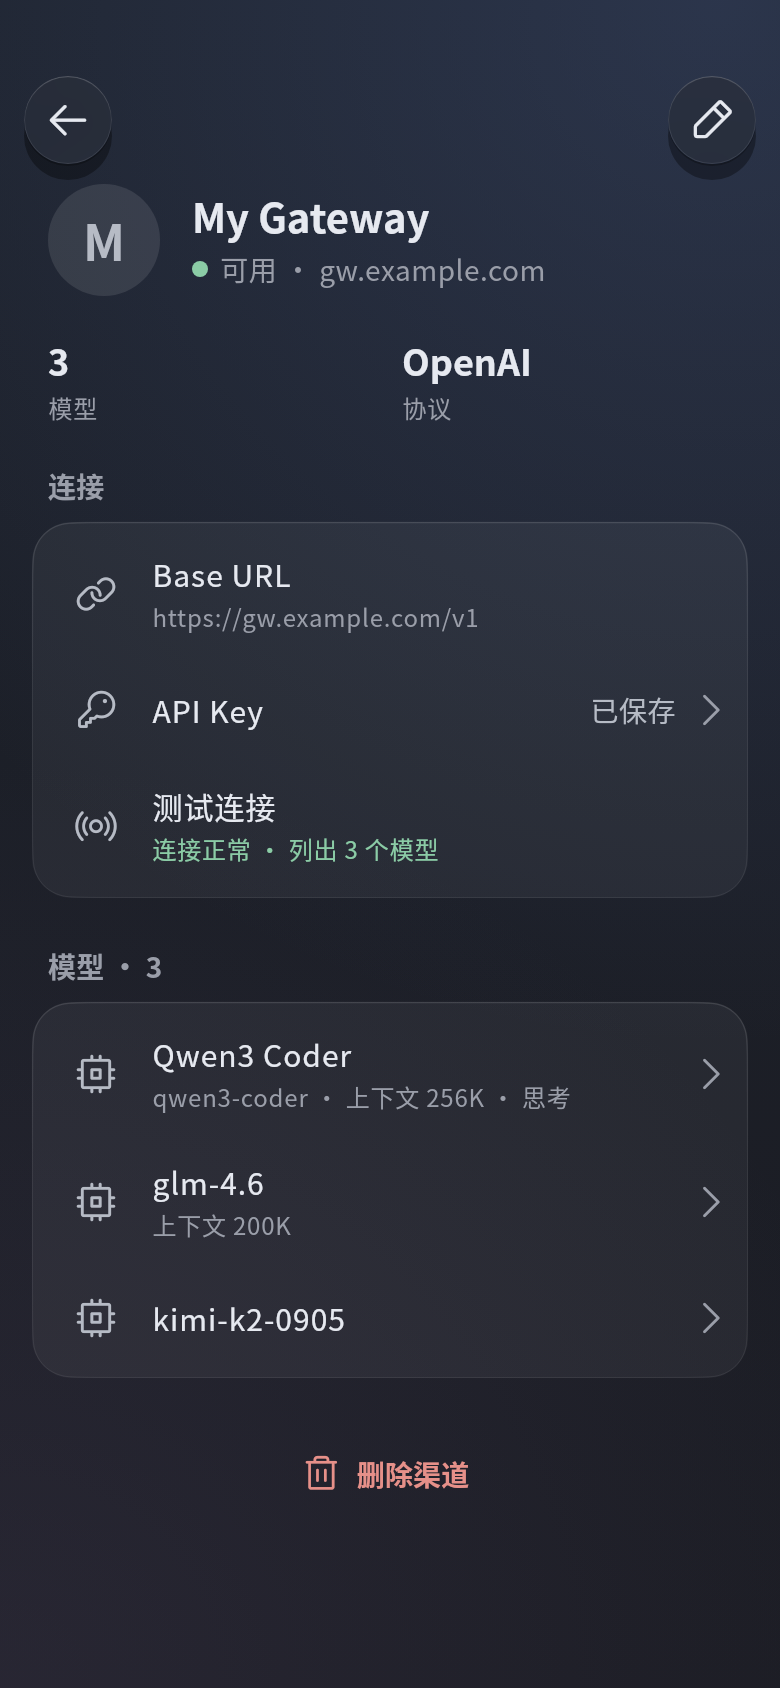 M
My Gateway
可用 · gw.example.com
3
模型
OpenAI
协议
连接
Base URL
https://gw.example.com/v1
API Key
已保存
测试连接
连接正常 · 列出 3 个模型
模型 · 3
Qwen3 Coder
qwen3-coder · 上下文 256K · 思考
glm-4.6
上下文 200K
kimi-k2-0905
删除渠道